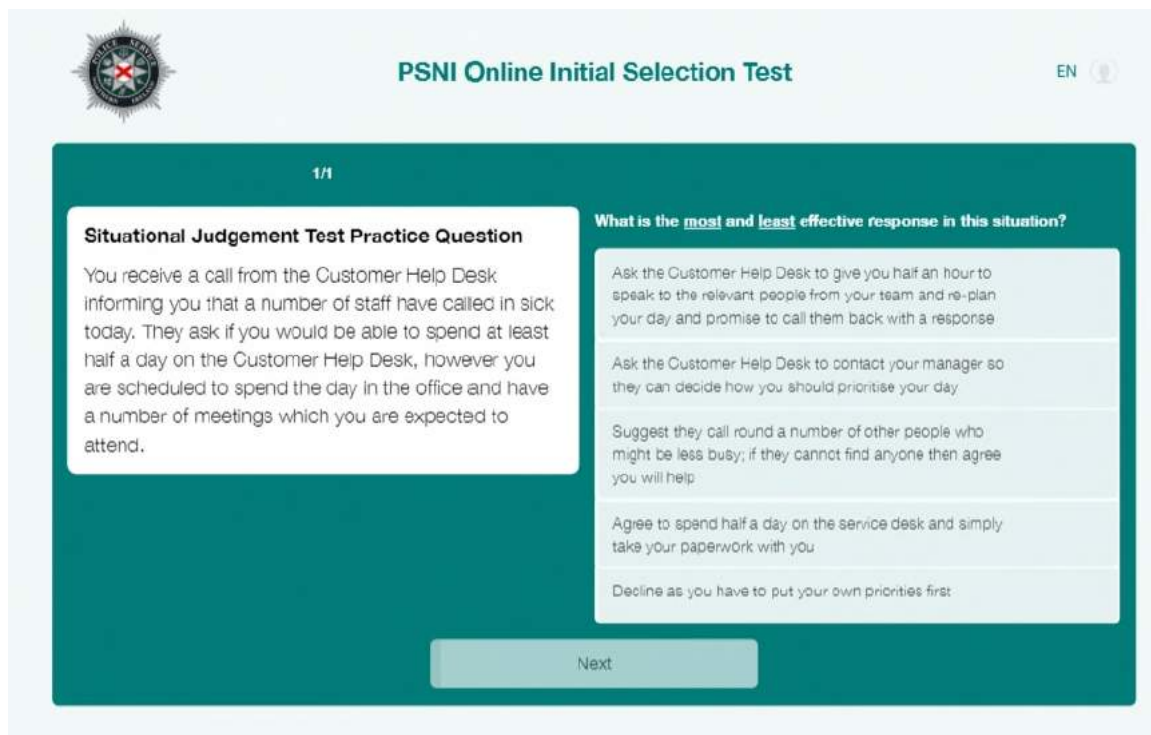 POLICE SERVICE
NORTHERN IRELAND
PSNI Online Initial Selection Test
EN
1/1
Situational Judgement Test Practice Question
You receive a call from the Customer Help Desk
informing you that a number of staff have called in sick
today. They ask if you would be able to spend at least
half a day on the Customer Help Desk, however you
are scheduled to spend the day in the office and have
a number of meetings which you are expected to
attend.
What is the most and least effective response in this situation?
Ask the Customer Help Desk to give you half an hour to
speak to the relevant people from your team and re-plan
your day and promise to call them back with a response
Ask the Customer Help Desk to contact your manager so
they can decide how you should prioritise your day
Suggest they call round a number of other people who
might be less busy; if they cannot find anyone then agree
you will help
Agree to spend half a day on the service desk and simply
take your paperwork with you
Decline as you have to put your own priorities first
Next